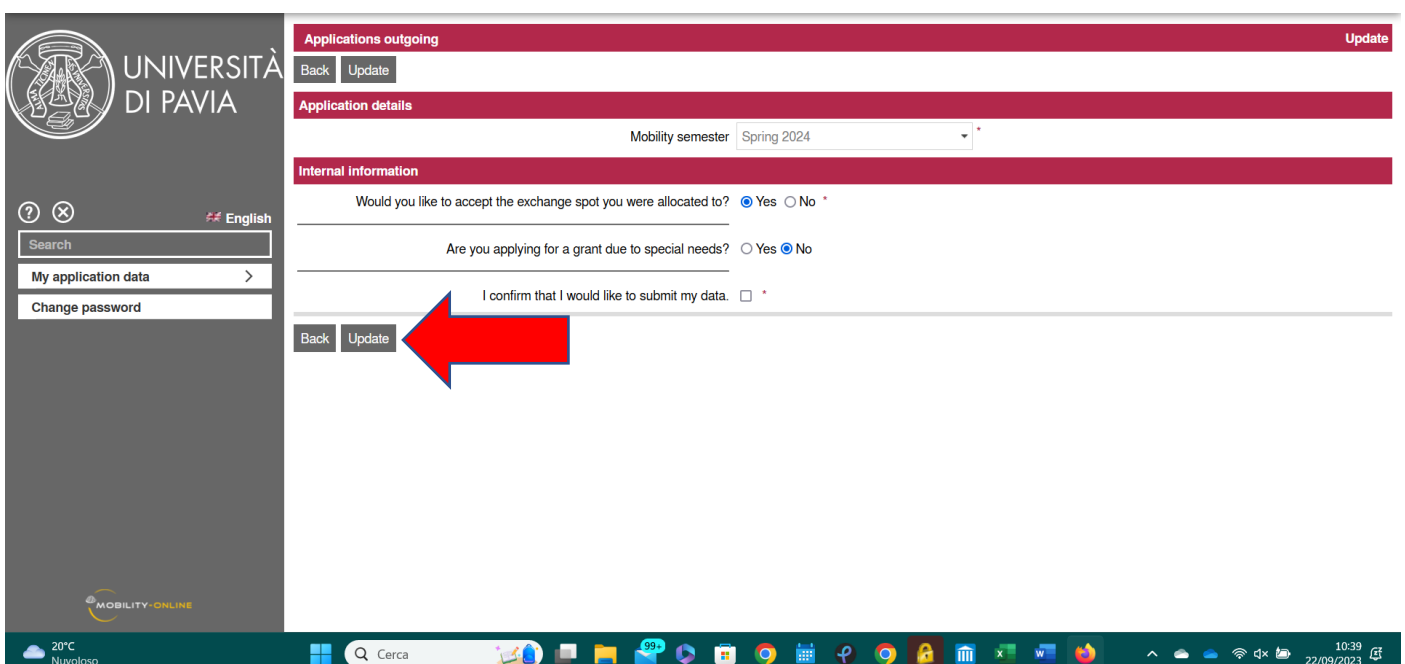 UNIVERSITÀ
DI PAVIA
English
Search
My application data
Change password
MOBILITY-ONLINE
Applications outgoing Update
Back Update
Application details
Mobility semester Spring 2024 *
Internal information
Would you like to accept the exchange spot you were allocated to? Yes No *
Are you applying for a grant due to special needs? Yes No
I confirm that I would like to submit my data. *
Back Update
20°C
Nuvoloso
Cerca
99+
10:39
22/09/2023